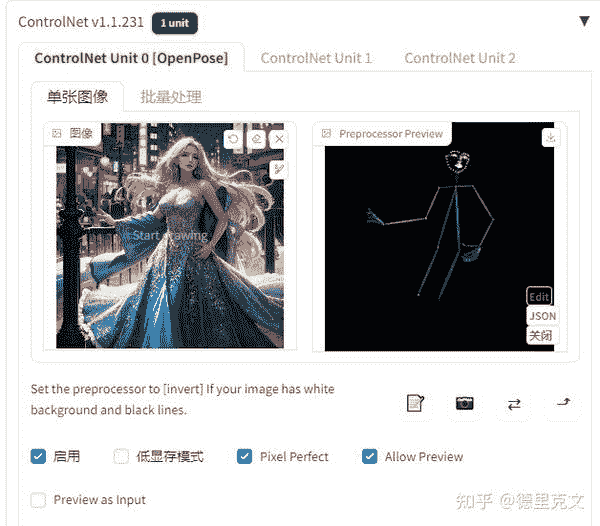 ControlNet v1.1.231 1 unit
ControlNet Unit 0 [OpenPose] ControlNet Unit 1 ControlNet Unit 2
单张图像 批量处理
图像 Preprocessor Preview
Start drawing
Edit
JSON
关闭
Set the preprocessor to [invert] If your image has white
background and black lines.
启用 低显存模式 Pixel Perfect Allow Preview
Preview as Input
知乎 @德里克文